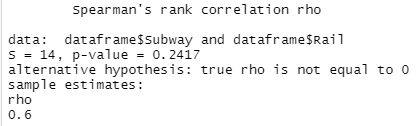 Spearman's rank correlation rho
data:  dataframe$Subway and dataframe$Rail
S = 14, p-value = 0.2417
alternative hypothesis: true rho is not equal to 0
sample estimates:
rho
0.6